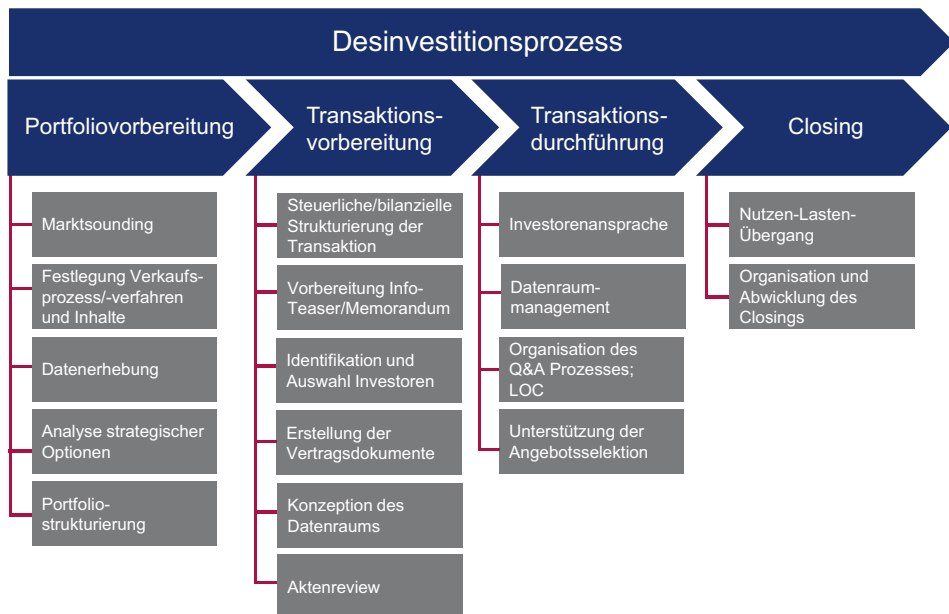 Desinvestitionsprozess
Portfoliovorbereitung
Marktsounding
Festlegung Verkaufs-
prozess/-verfahren
und Inhalte
Datenerhebung
Analyse strategischer
Optionen
Portfolio-
strukturierung
Transaktions-
vorbereitung
Steuerliche/bilanzielle
Strukturierung der
Transaktion
Vorbereitung Info-
Teaser/Memorandum
Identifikation und
Auswahl Investoren
Erstellung der
Vertragsdokumente
Konzeption des
Datenraums
Aktenreview
Transaktions-
durchführung
Investorenansprache
Datenraum-
management
Organisation des
Q&A Prozesses;
LOC
Unterstützung der
Angebotsselektion
Closing
Nutzen-Lasten-
Übergang
Organisation und
Abwicklung des
Closings